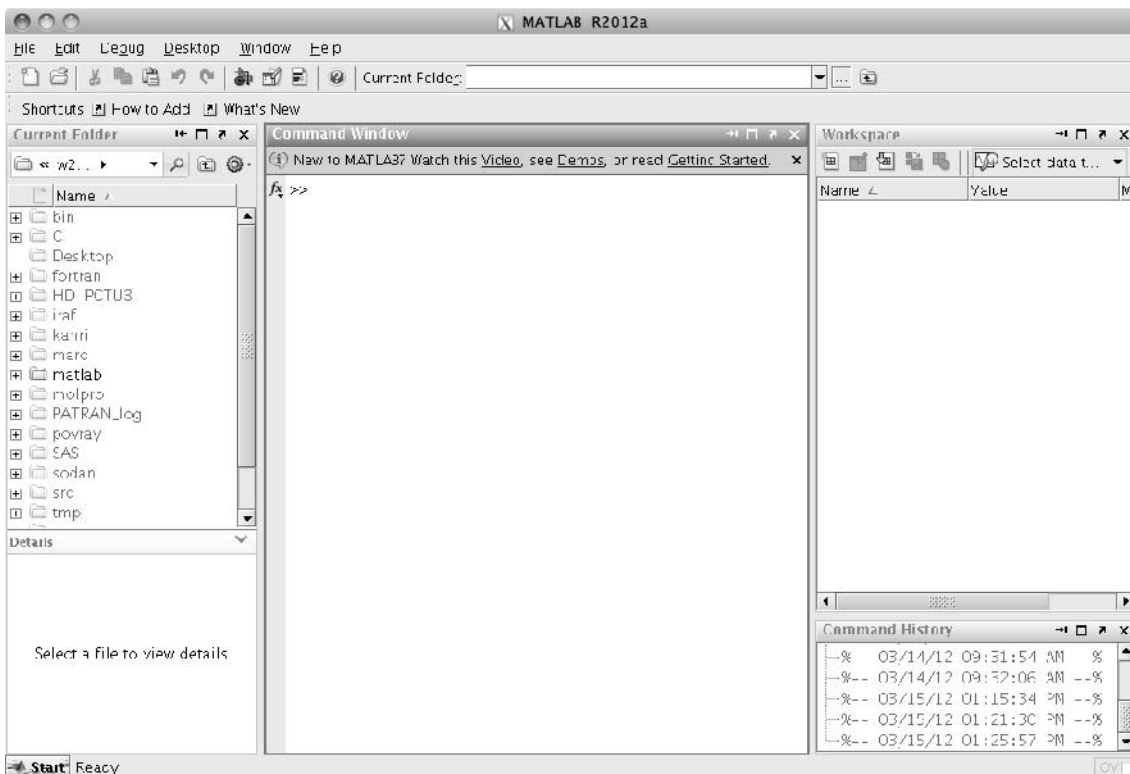 MATLAB R2012a
File Edit Debug Desktop Window Help
Current Folder: ...
Shortcuts How to Add What's New
Current Folder
« w2...
Name
bin
C
Desktop
fortran
iraf
marc
matlab
molpro
PATRAN_log
povray
SAS
sodan
src
tmp
Details
Select a file to view details
Command Window
New to MATLAB? Watch this Video, see Demos, or read Getting Started.
fx >>
Workspace
Select data t...
Name Value M
Command History
% 03/14/12 09:31:54 AM %
%-- 03/14/12 09:32:06 AM --%
%-- 03/15/12 01:15:34 PM --%
%-- 03/15/12 01:21:30 PM --%
%-- 03/15/12 01:25:57 PM --%
Start Ready
OVR